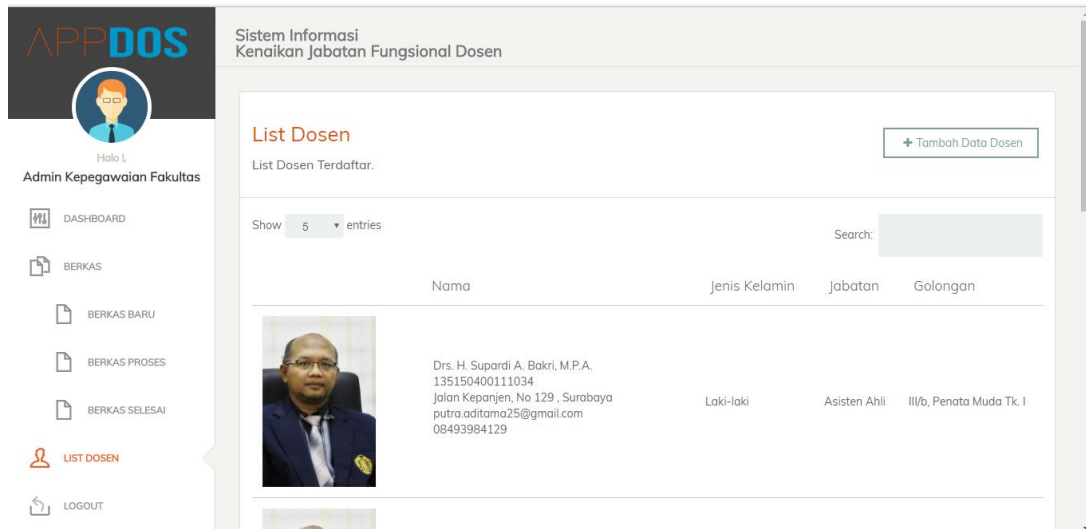 APPDOS
Halo !,
Admin Kepegawaian Fakultas
DASHBOARD
BERKAS
BERKAS BARU
BERKAS PROSES
BERKAS SELESAI
LIST DOSEN
LOGOUT
Sistem Informasi
Kenaikan Jabatan Fungsional Dosen
List Dosen
+ Tambah Data Dosen
List Dosen Terdaftar.
Show 5 entries
Search:
Nama Jenis Kelamin Jabatan Golongan
Drs. H. Supardi A. Bakri, M.P.A.
135150400111034
Jalan Kepanjen, No 129 , Surabaya
putra.aditama25@gmail.com
08493984129
Laki-laki
Asisten Ahli
III/b, Penata Muda Tk. I